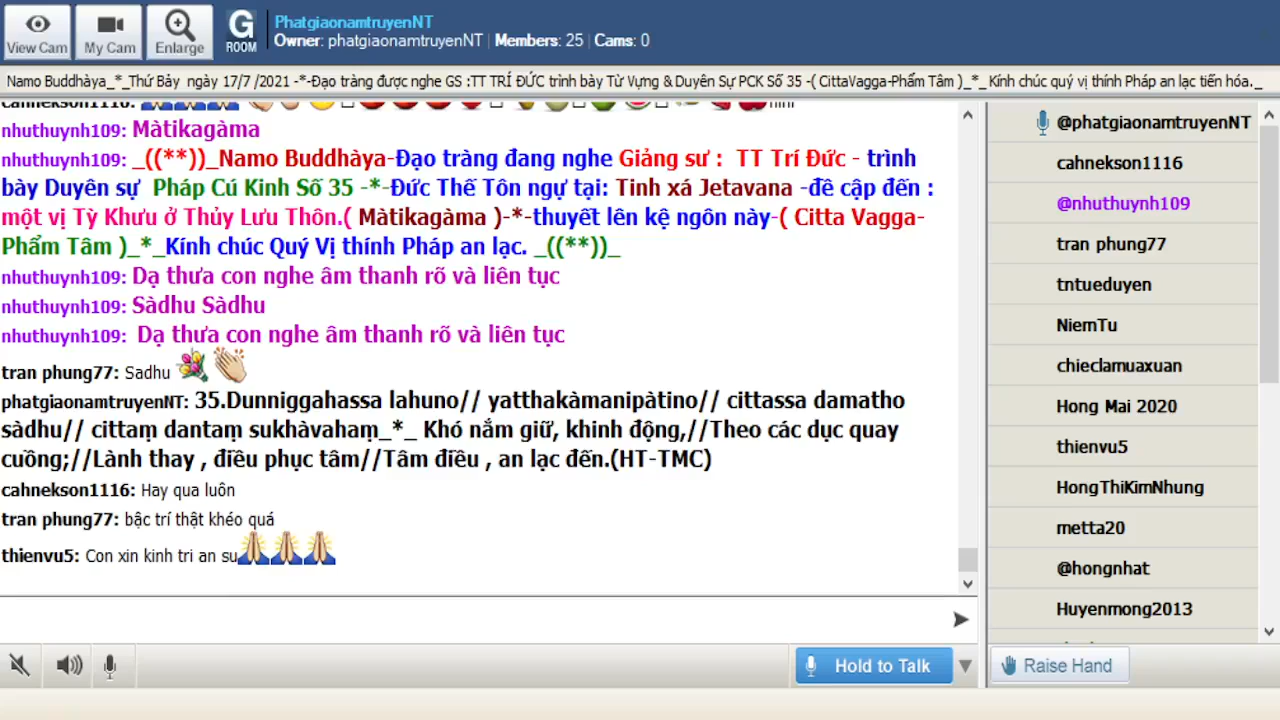 View Cam
My Cam
Enlarge
G
ROOM
PhatgiaonamtruyenNT
Owner: phatgiaonamtruyenNT | Members: 25 | Cams: 0
Namo Buddhàya_*_Thứ Bảy ngày 17/7 /2021 -*-Đạo tràng được nghe GS :TT TRÍ ĐỨC trình bày Từ Vựng & Duyên Sự PCK Số 35 -( CittaVagga-Phẩm Tâm )_*_Kính chúc quý vị thính Pháp an lạc tiến hóa._
cahnekson1116:
hihi
nhuthuynh109: Màtikagàma
nhuthuynh109: _((**))_Namo Buddhàya-Đạo tràng đang nghe Giảng sư : TT Trí Đức - trình
bày Duyên sự Pháp Cú Kinh Số 35 -*-Đức Thế Tôn ngự tại: Tinh xá Jetavana -đề cập đến :
một vị Tỳ Khưu ở Thủy Lưu Thôn.( Màtikagàma )-*-thuyết lên kệ ngôn này-( Citta Vagga-
Phẩm Tâm )_*_Kính chúc Quý Vị thính Pháp an lạc. _((**))_
nhuthuynh109: Dạ thưa con nghe âm thanh rõ và liên tục
nhuthuynh109: Sàdhu Sàdhu
nhuthuynh109: Dạ thưa con nghe âm thanh rõ và liên tục
tran phung77: Sadhu
phatgiaonamtruyenNT: 35.Dunniggahassa lahuno// yatthakàmanipàtino// cittassa damatho
sàdhu// cittaṃ dantaṃ sukhàvahaṃ_*_ Khó nắm giữ, khinh động,//Theo các dục quay
cuồng;//Lành thay , điều phục tâm//Tâm điều , an lạc đến.(HT-TMC)
cahnekson1116: Hay qua luôn
tran phung77: bậc trí thật khéo quá
thienvu5: Con xin kinh tri an su
@phatgiaonamtruyenNT
cahnekson1116
@nhuthuynh109
tran phung77
tntueduyen
NiemTu
chieclamuaxuan
Hong Mai 2020
thienvu5
HongThiKimNhung
metta20
@hongnhat
Huyenmong2013
Hold to Talk
Raise Hand